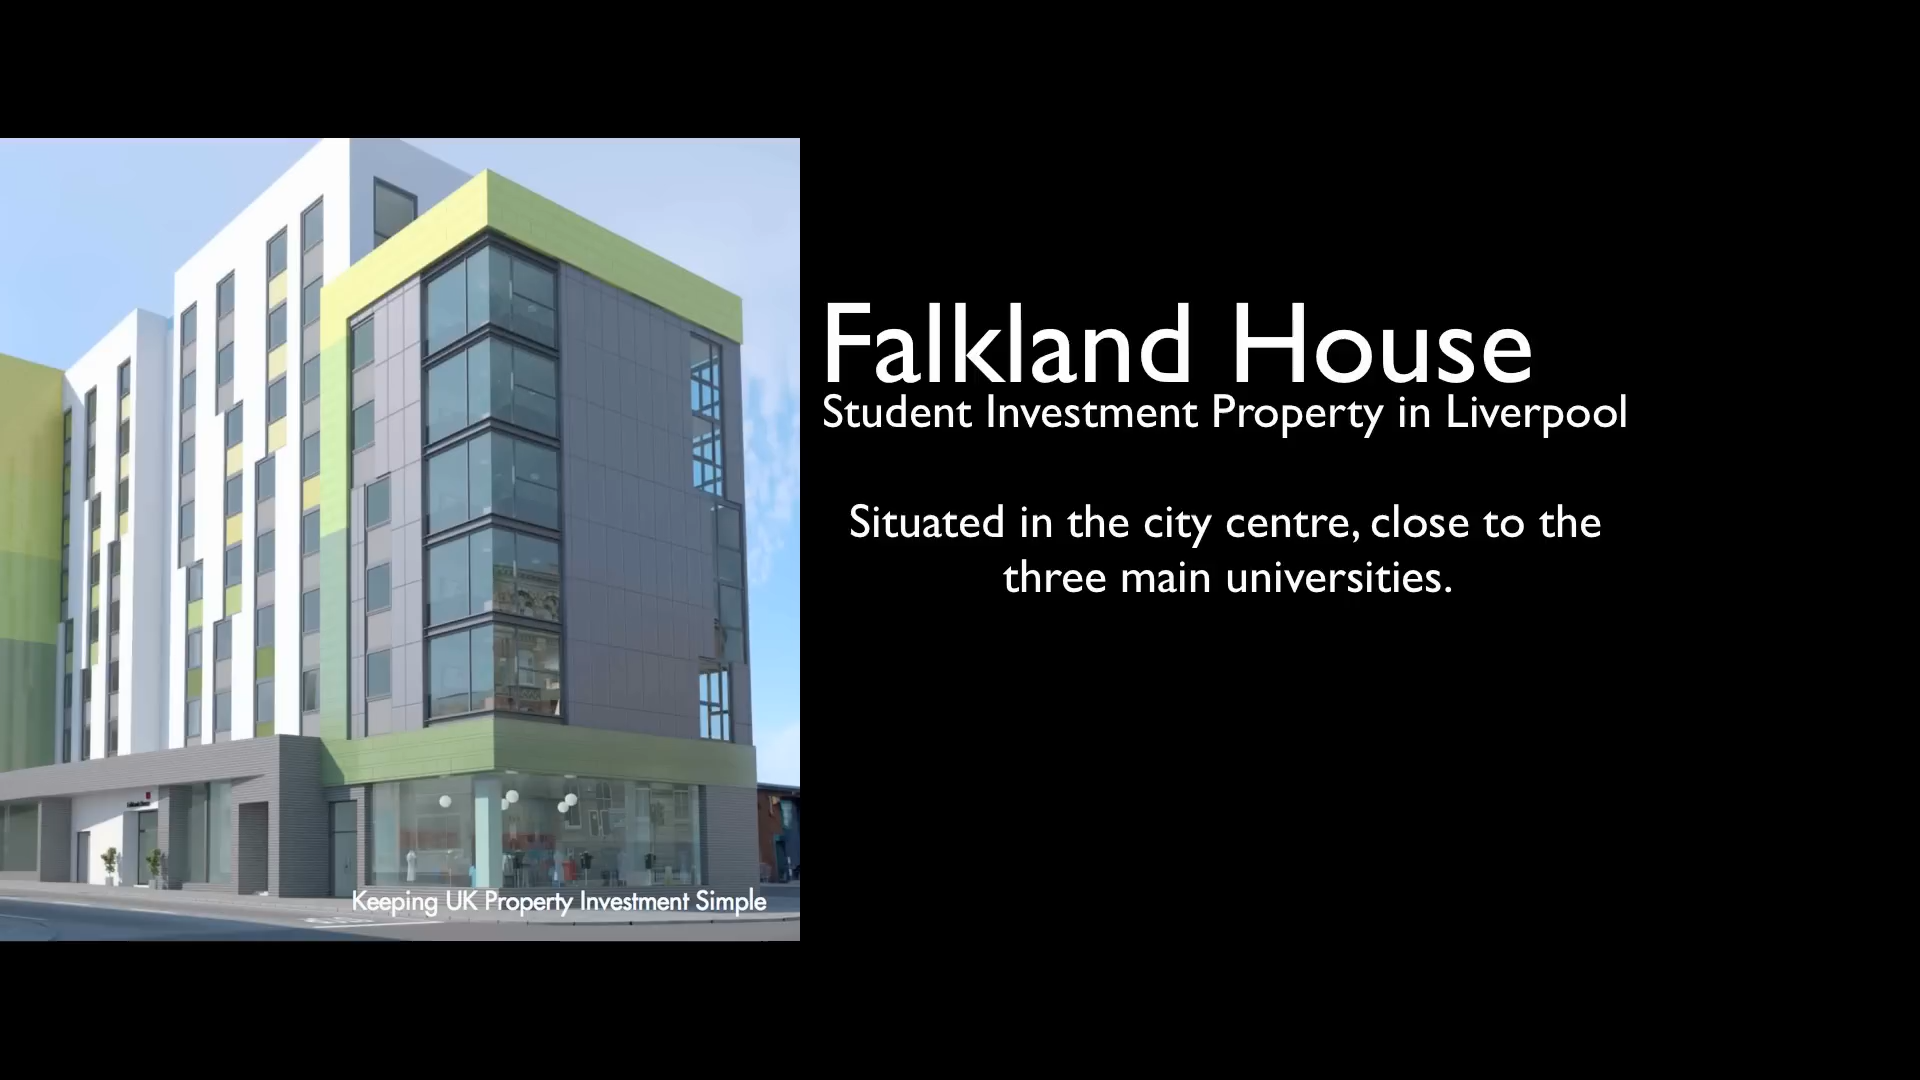 Falkland House
Student Investment Property in Liverpool
Situated in the city centre, close to the
three main universities.
Keeping UK Property Investment Simple